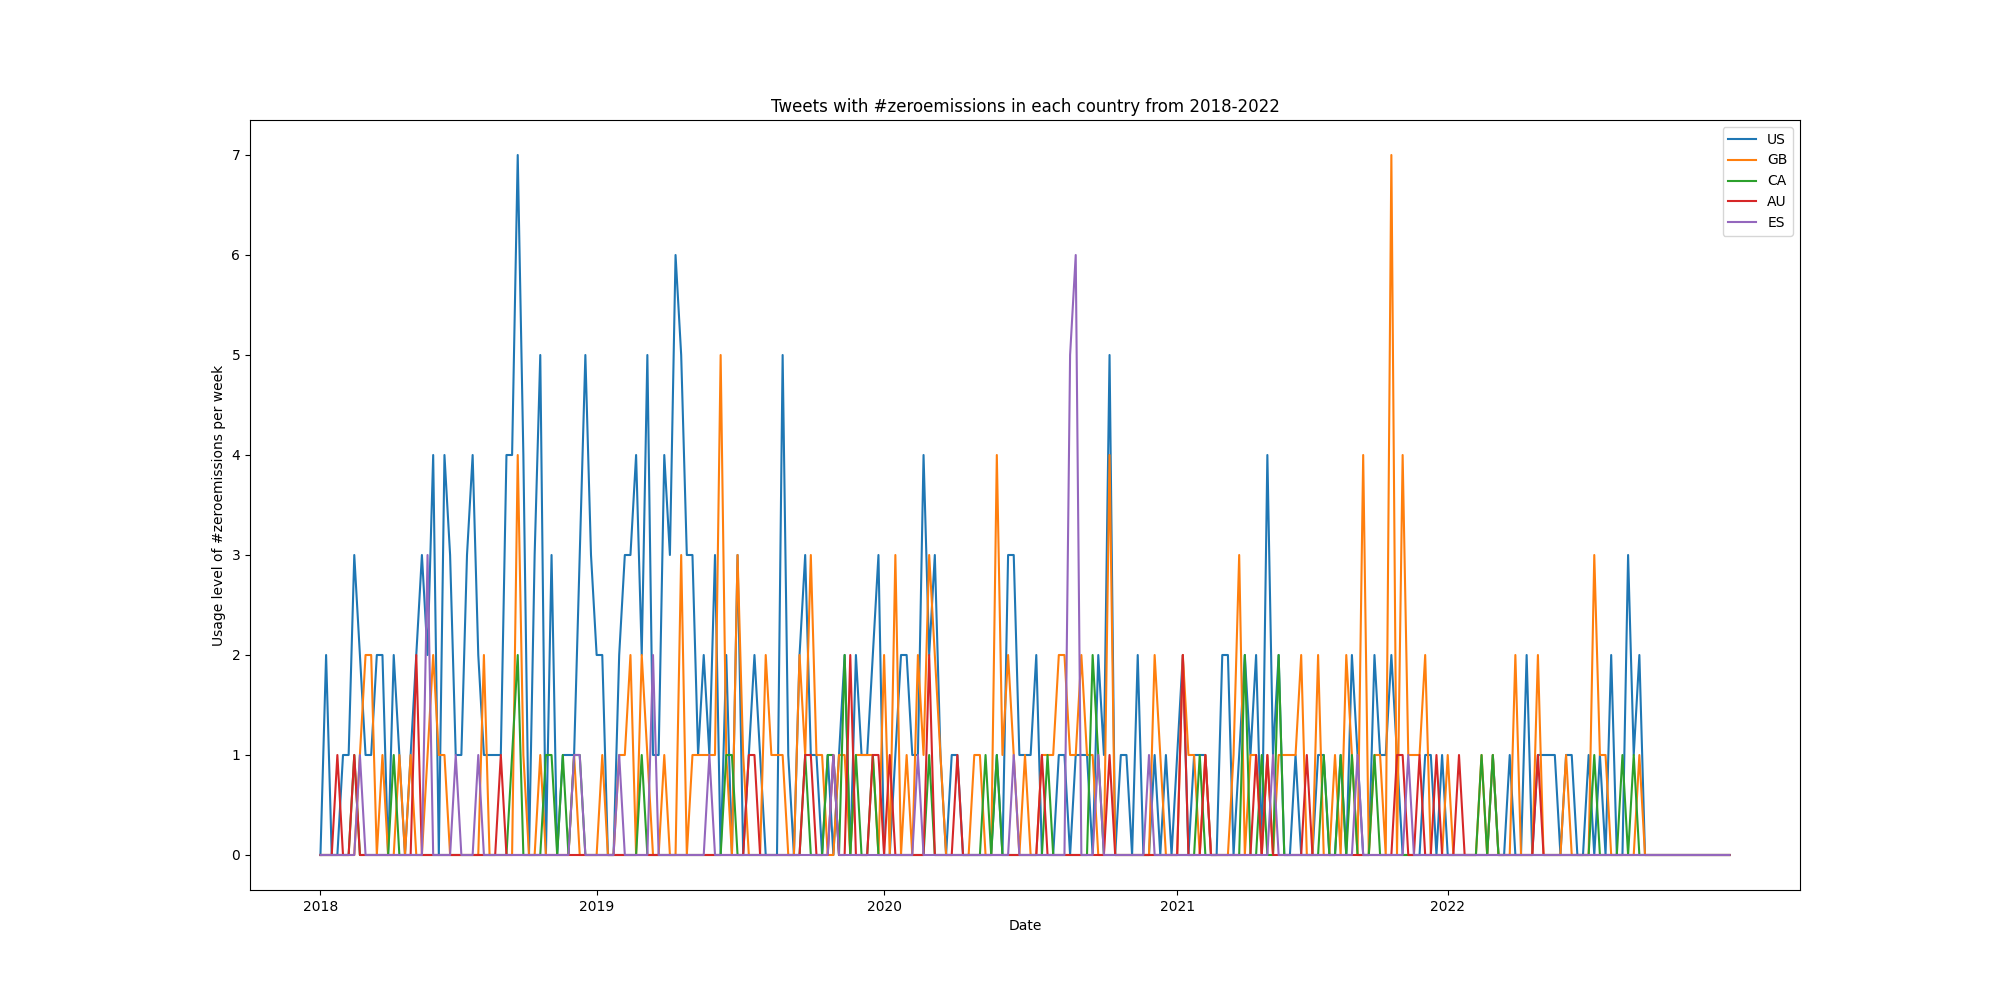 Tweets with #zeroemissions in each country from 2018-2022
US
GB
CA
AU
ES
Usage level of #zeroemissions per week
7
6
5
4
3
2
1
0
2018 2019 2020 2021 2022
Date